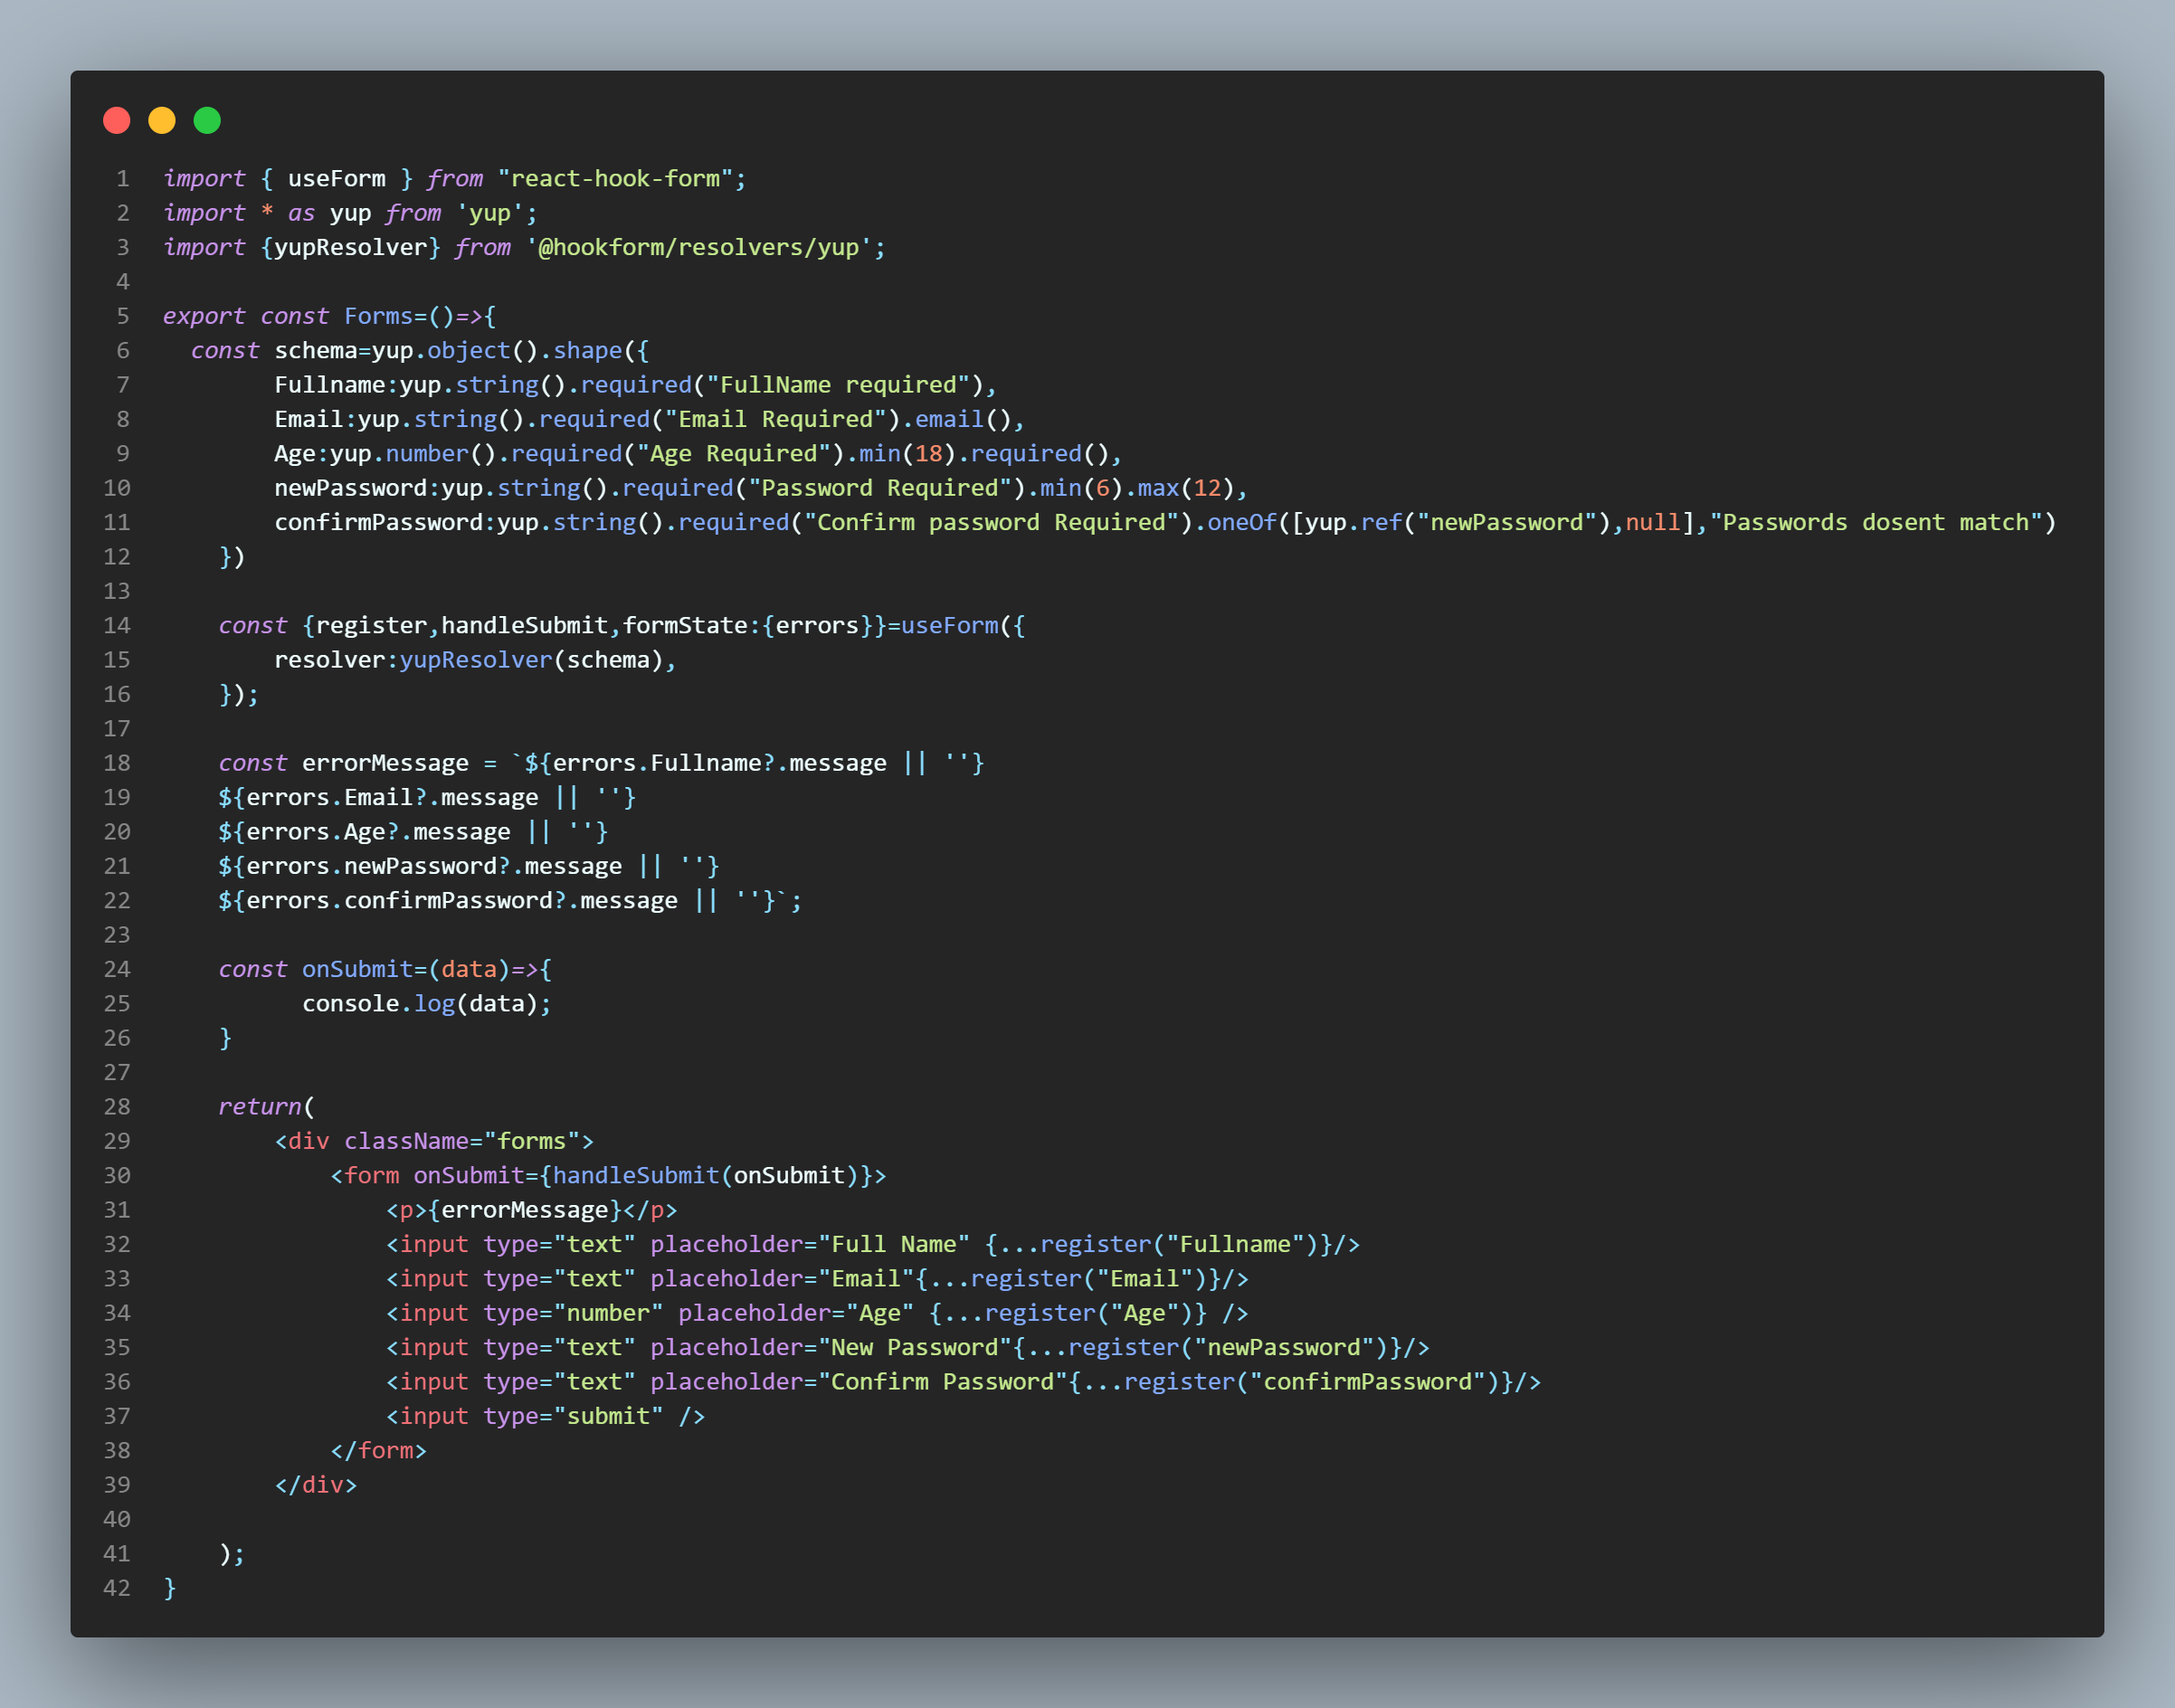 1 import { useForm } from "react-hook-form";
2 import * as yup from 'yup';
3 import {yupResolver} from '@hookform/resolvers/yup';
4
5 export const Forms=()=>{
6   const schema=yup.object().shape({
7         Fullname:yup.string().required("FullName required"),
8         Email:yup.string().required("Email Required").email(),
9         Age:yup.number().required("Age Required").min(18).required(),
10         newPassword:yup.string().required("Password Required").min(6).max(12),
11         confirmPassword:yup.string().required("Confirm password Required").oneOf([yup.ref("newPassword"),null],"Passwords dosent match")
12     })
13
14     const {register,handleSubmit,formState:{errors}}=useForm({
15         resolver:yupResolver(schema),
16     });
17
18     const errorMessage = `${errors.Fullname?.message || ''}
19     ${errors.Email?.message || ''}
20     ${errors.Age?.message || ''}
21     ${errors.newPassword?.message || ''}
22     ${errors.confirmPassword?.message || ''}`;
23
24     const onSubmit=(data)=>{
25           console.log(data);
26     }
27
28     return(
29         <div className="forms">
30             <form onSubmit={handleSubmit(onSubmit)}>
31                 <p>{errorMessage}</p>
32                 <input type="text" placeholder="Full Name" {...register("Fullname")}/>
33                 <input type="text" placeholder="Email"{...register("Email")}/>
34                 <input type="number" placeholder="Age" {...register("Age")} />
35                 <input type="text" placeholder="New Password"{...register("newPassword")}/>
36                 <input type="text" placeholder="Confirm Password"{...register("confirmPassword")}/>
37                 <input type="submit" />
38             </form>
39         </div>
40
41     );
42 }